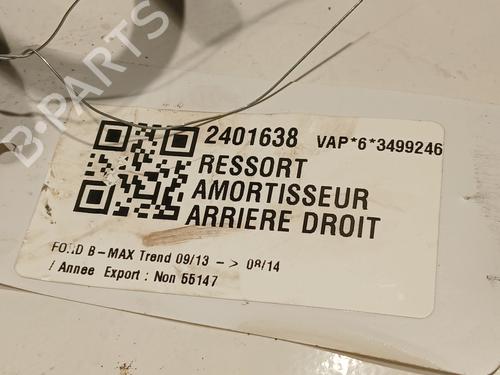 B-PARTS
2401638 VAP*6*3499246
RESSORT
AMORTISSEUR
ARRIERE DROIT
FORD B-MAX Trend 09/13 -> 08/14
/ Annee Export : Non 55147